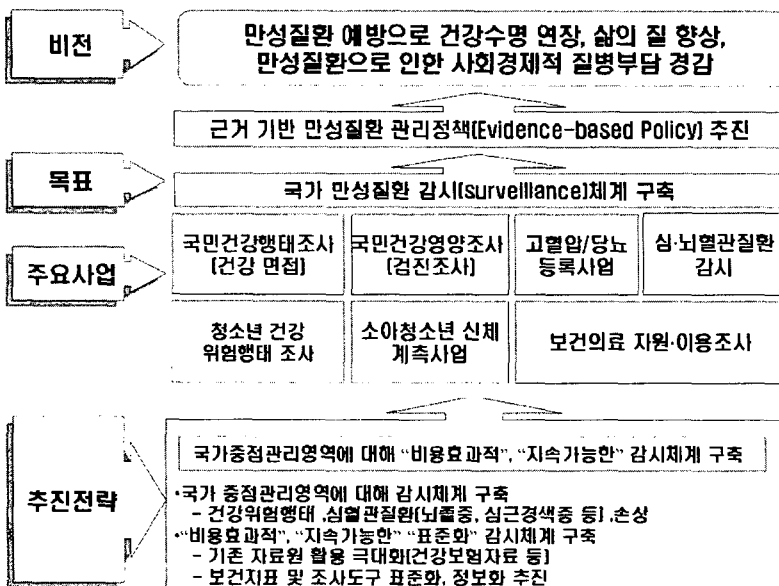 비전
만성질환 예방으로 건강수명 연장, 삶의 질 향상,
만성질환으로 인한 사회경제적 질병부담 경감
근거 기반 만성질환 관리정책(Evidence-based Policy) 추진
목표
국가 만성질환 감시(surveillance)체계 구축
주요사업
국민건강행태조사
(건강 면접)
국민건강영양조사
(검진조사)
고혈압/당뇨
등록사업
심·뇌혈관질환
감시
청소년 건강
위험행태 조사
소아청소년 신체
계측사업
보건의료 자원·이용조사
추진전략
국가중점관리영역에 대해 “비용효과적”, “지속가능한” 감시체계 구축
·국가 중점관리영역에 대해 감시체계 구축
- 건강위험행태 ,심혈관질환(뇌졸중, 심근경색증 등) ,손상
·“비용효과적”, “지속가능한” “표준화” 감시체계 구축
- 기존 자료원 활용 극대화(건강보험자료 등)
- 보건지표 및 조사도구 표준화, 정보화 추진